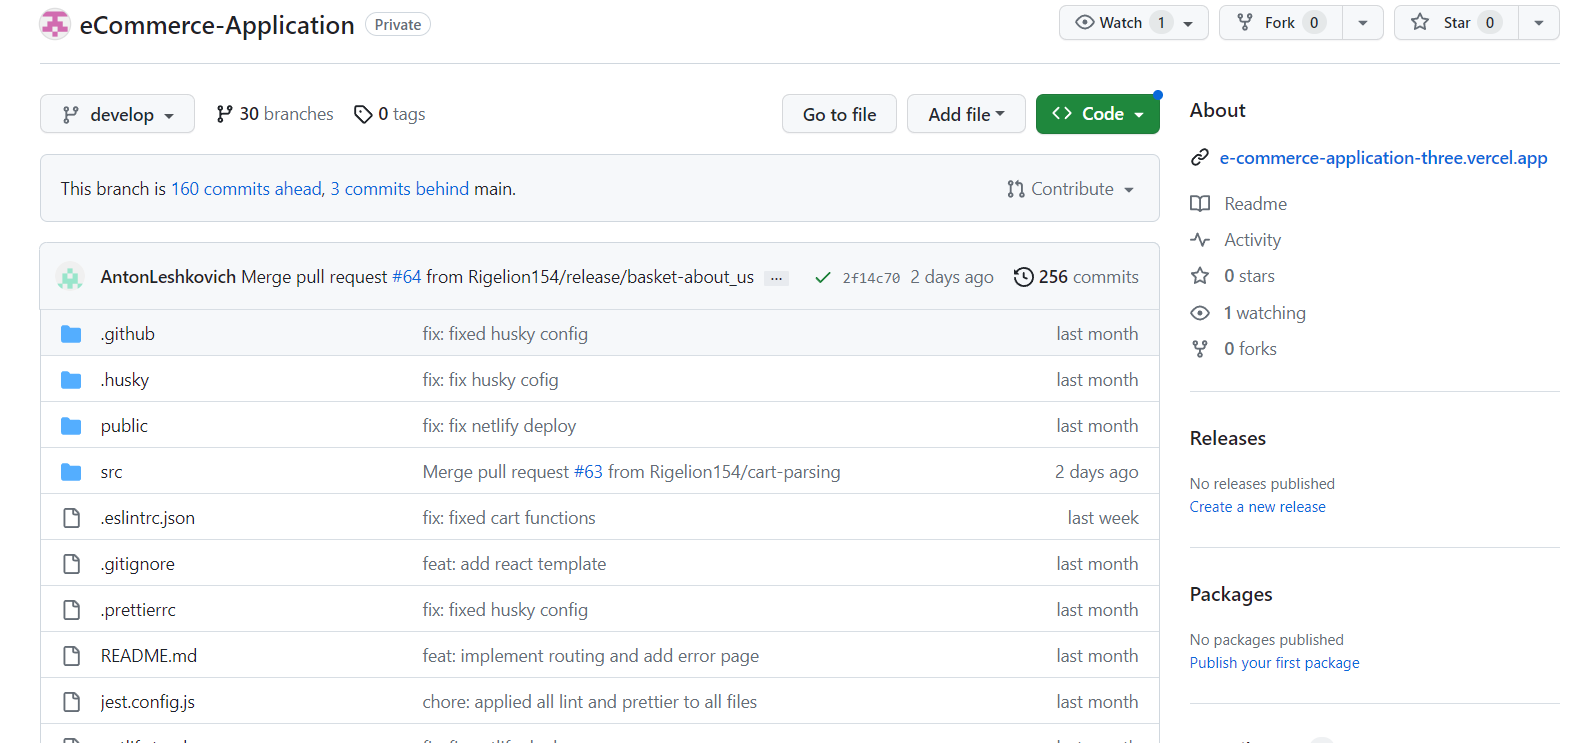 eCommerce-Application Private Watch 1 Fork 0 Star 0
develop 30 branches 0 tags Go to file Add file Code
This branch is 160 commits ahead, 3 commits behind main. Contribute
AntonLeshkovich Merge pull request #64 from Rigelion154/release/basket-about_us ... 2f14c70 2 days ago 256 commits
.github fix: fixed husky config last month
.husky fix: fix husky cofig last month
public fix: fix netlify deploy last month
src Merge pull request #63 from Rigelion154/cart-parsing 2 days ago
.eslintrc.json fix: fixed cart functions last week
.gitignore feat: add react template last month
.prettierrc fix: fixed husky config last month
README.md feat: implement routing and add error page last month
jest.config.js chore: applied all lint and prettier to all files last month
About
e-commerce-application-three.vercel.app
Readme
Activity
0 stars
1 watching
0 forks
Releases
No releases published
Create a new release
Packages
No packages published
Publish your first package